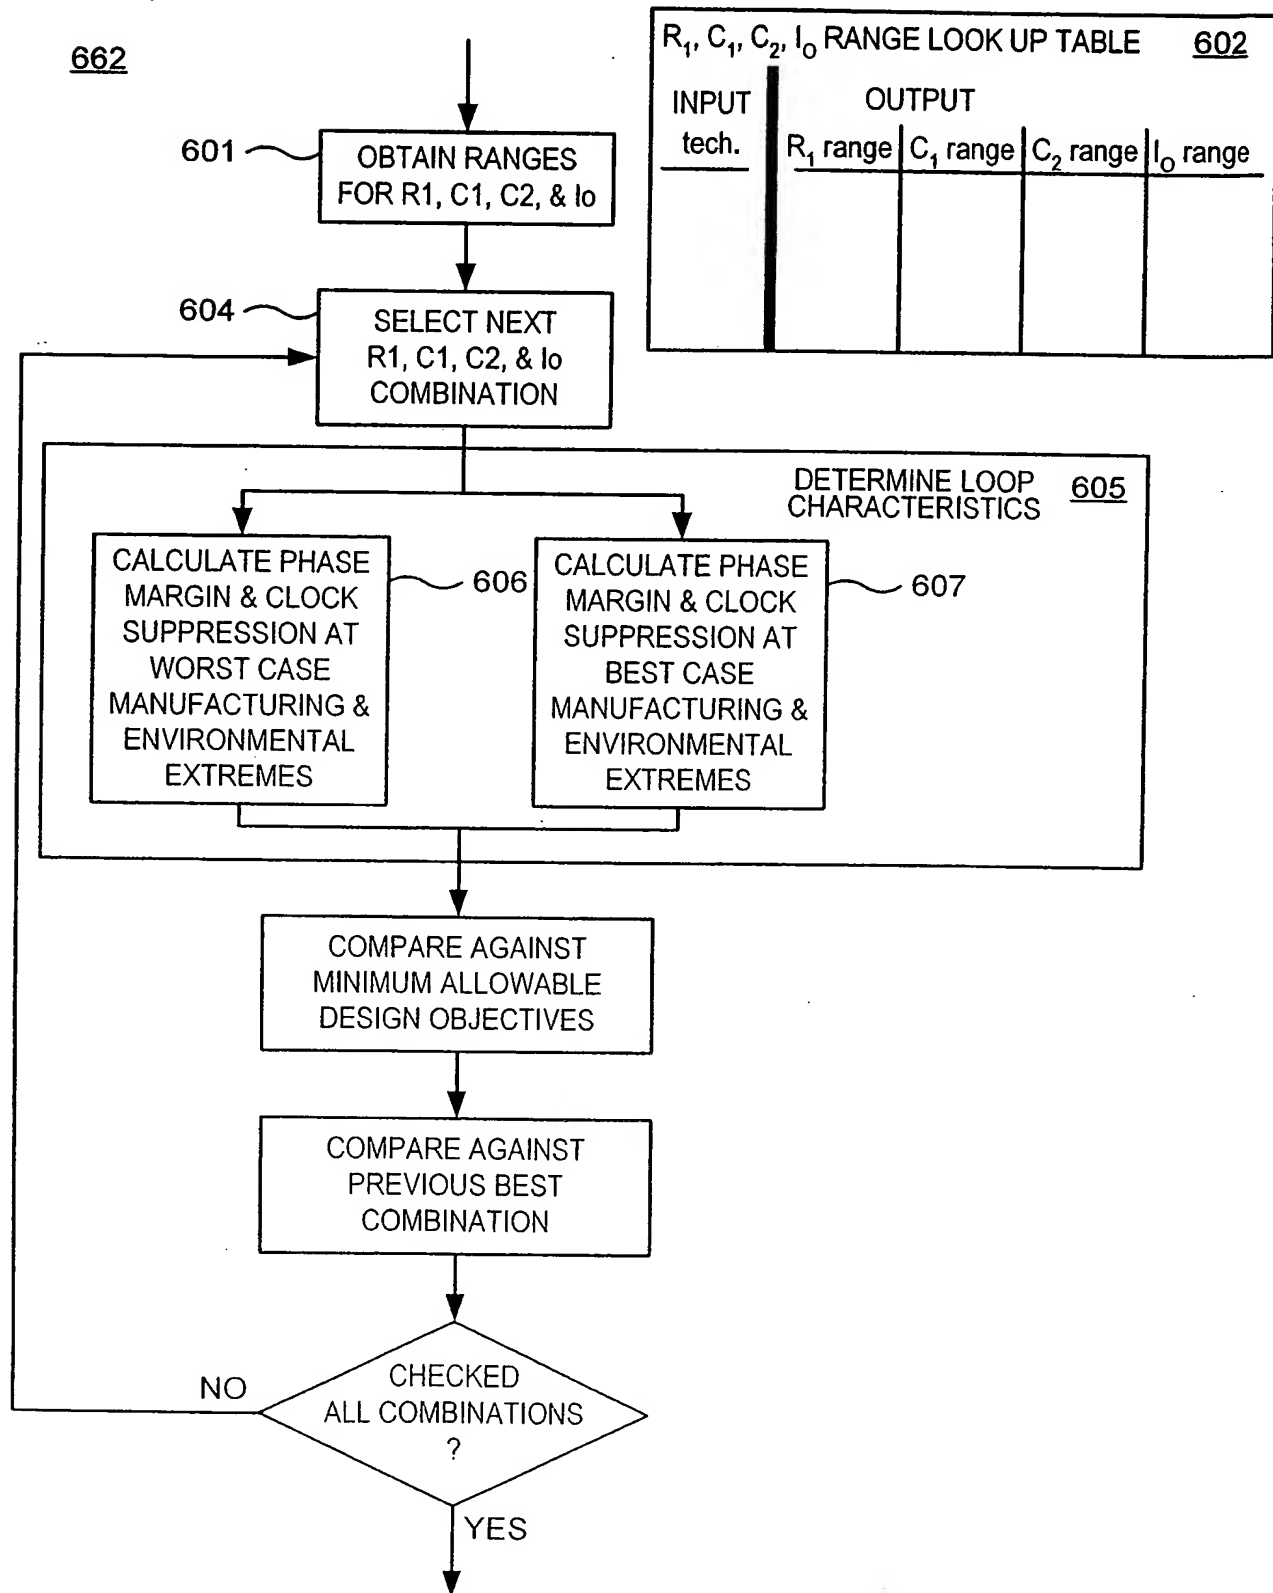 662
R₁, C₁, C₂, I₀ RANGE LOOK UP TABLE 602
INPUT OUTPUT
tech. R₁ range C₁ range C₂ range I₀ range
601
OBTAIN RANGES
FOR R1, C1, C2, & Io
604
SELECT NEXT
R1, C1, C2, & Io
COMBINATION
DETERMINE LOOP
CHARACTERISTICS
605
CALCULATE PHASE
MARGIN & CLOCK
SUPPRESSION AT
WORST CASE
MANUFACTURING &
ENVIRONMENTAL
EXTREMES
606
CALCULATE PHASE
MARGIN & CLOCK
SUPPRESSION AT
BEST CASE
MANUFACTURING &
ENVIRONMENTAL
EXTREMES
607
COMPARE AGAINST
MINIMUM ALLOWABLE
DESIGN OBJECTIVES
COMPARE AGAINST
PREVIOUS BEST
COMBINATION
NO
CHECKED
ALL COMBINATIONS
?
YES